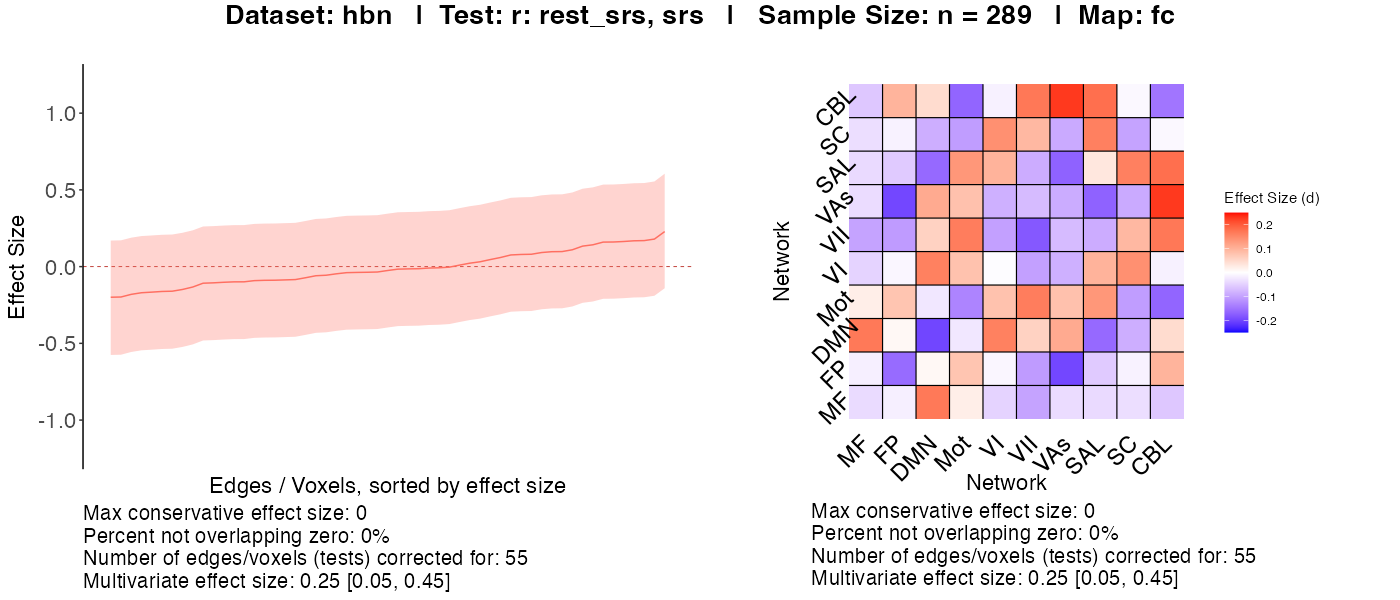 Dataset: hbn | Test: r: rest_srs, srs | Sample Size: n = 289 | Map: fc
Effect Size
1.0
0.5
0.0
-0.5
-1.0
Edges / Voxels, sorted by effect size
Max conservative effect size: 0
Percent not overlapping zero: 0%
Number of edges/voxels (tests) corrected for: 55
Multivariate effect size: 0.25 [0.05, 0.45]
Network
CBL
SC
SAL
VAs
VII
VI
Mot
DMN
FP
MF
MF
FP
DMN
Mot
VI
VII
VAs
SAL
SC
CBL
Network
Effect Size (d)
0.2
0.1
0.0
-0.1
-0.2
Max conservative effect size: 0
Percent not overlapping zero: 0%
Number of edges/voxels (tests) corrected for: 55
Multivariate effect size: 0.25 [0.05, 0.45]